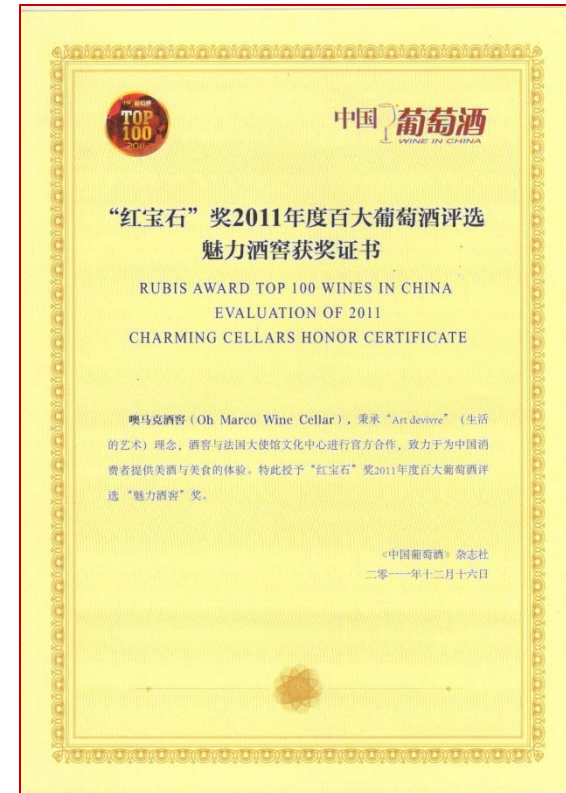 TOP
100
2011
中国葡萄酒
WINE IN CHINA
“红宝石”奖2011年度百大葡萄酒评选
魅力酒窖获奖证书
RUBIS AWARD TOP 100 WINES IN CHINA
EVALUATION OF 2011
CHARMING CELLARS HONOR CERTIFICATE
噢马克酒窖（Oh Marco Wine Cellar），秉承“Art devivre”（生活
的艺术）理念，酒窖与法国大使馆文化中心进行官方合作，致力于为中国消
费者提供美酒与美食的体验。特此授予“红宝石”奖2011年度百大葡萄酒评
选“魅力酒窖”奖。
《中国葡萄酒》杂志社
二零一一年十二月十六日